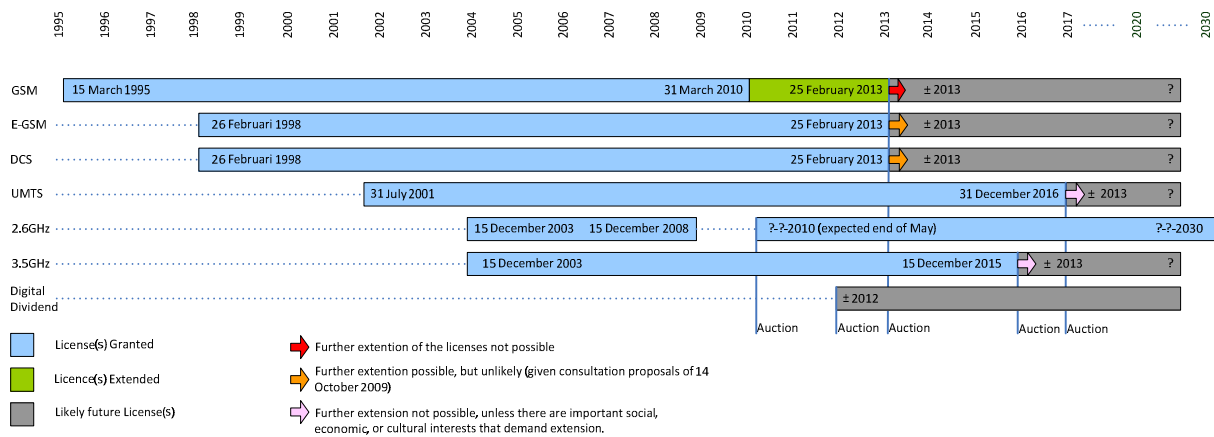 1995 1996 1997 1998 1999 2000 2001 2002 2003 2004 2005 2006 2007 2008 2009 2010 2011 2012 2013 2014 2015 2016 2017 2020 2030
GSM 15 March 1995 31 March 2010 25 February 2013 ± 2013 ?
E-GSM 26 Februari 1998 25 February 2013 ± 2013 ?
DCS 26 Februari 1998 25 February 2013 ± 2013 ?
UMTS 31 July 2001 31 December 2016 ± 2013 ?
2.6GHz 15 December 2003 15 December 2008 ?-?-2010 (expected end of May) ?-?-2030
3.5GHz 15 December 2003 15 December 2015 ± 2013 ?
Digital
Dividend
± 2012
Auction Auction Auction Auction Auction
License(s) Granted
Licence(s) Extended
Likely future License(s)
Further extention of the licenses not possible
Further extention possible, but unlikely (given consultation proposals of 14
October 2009)
Further extension not possible, unless there are important social,
economic, or cultural interests that demand extension.